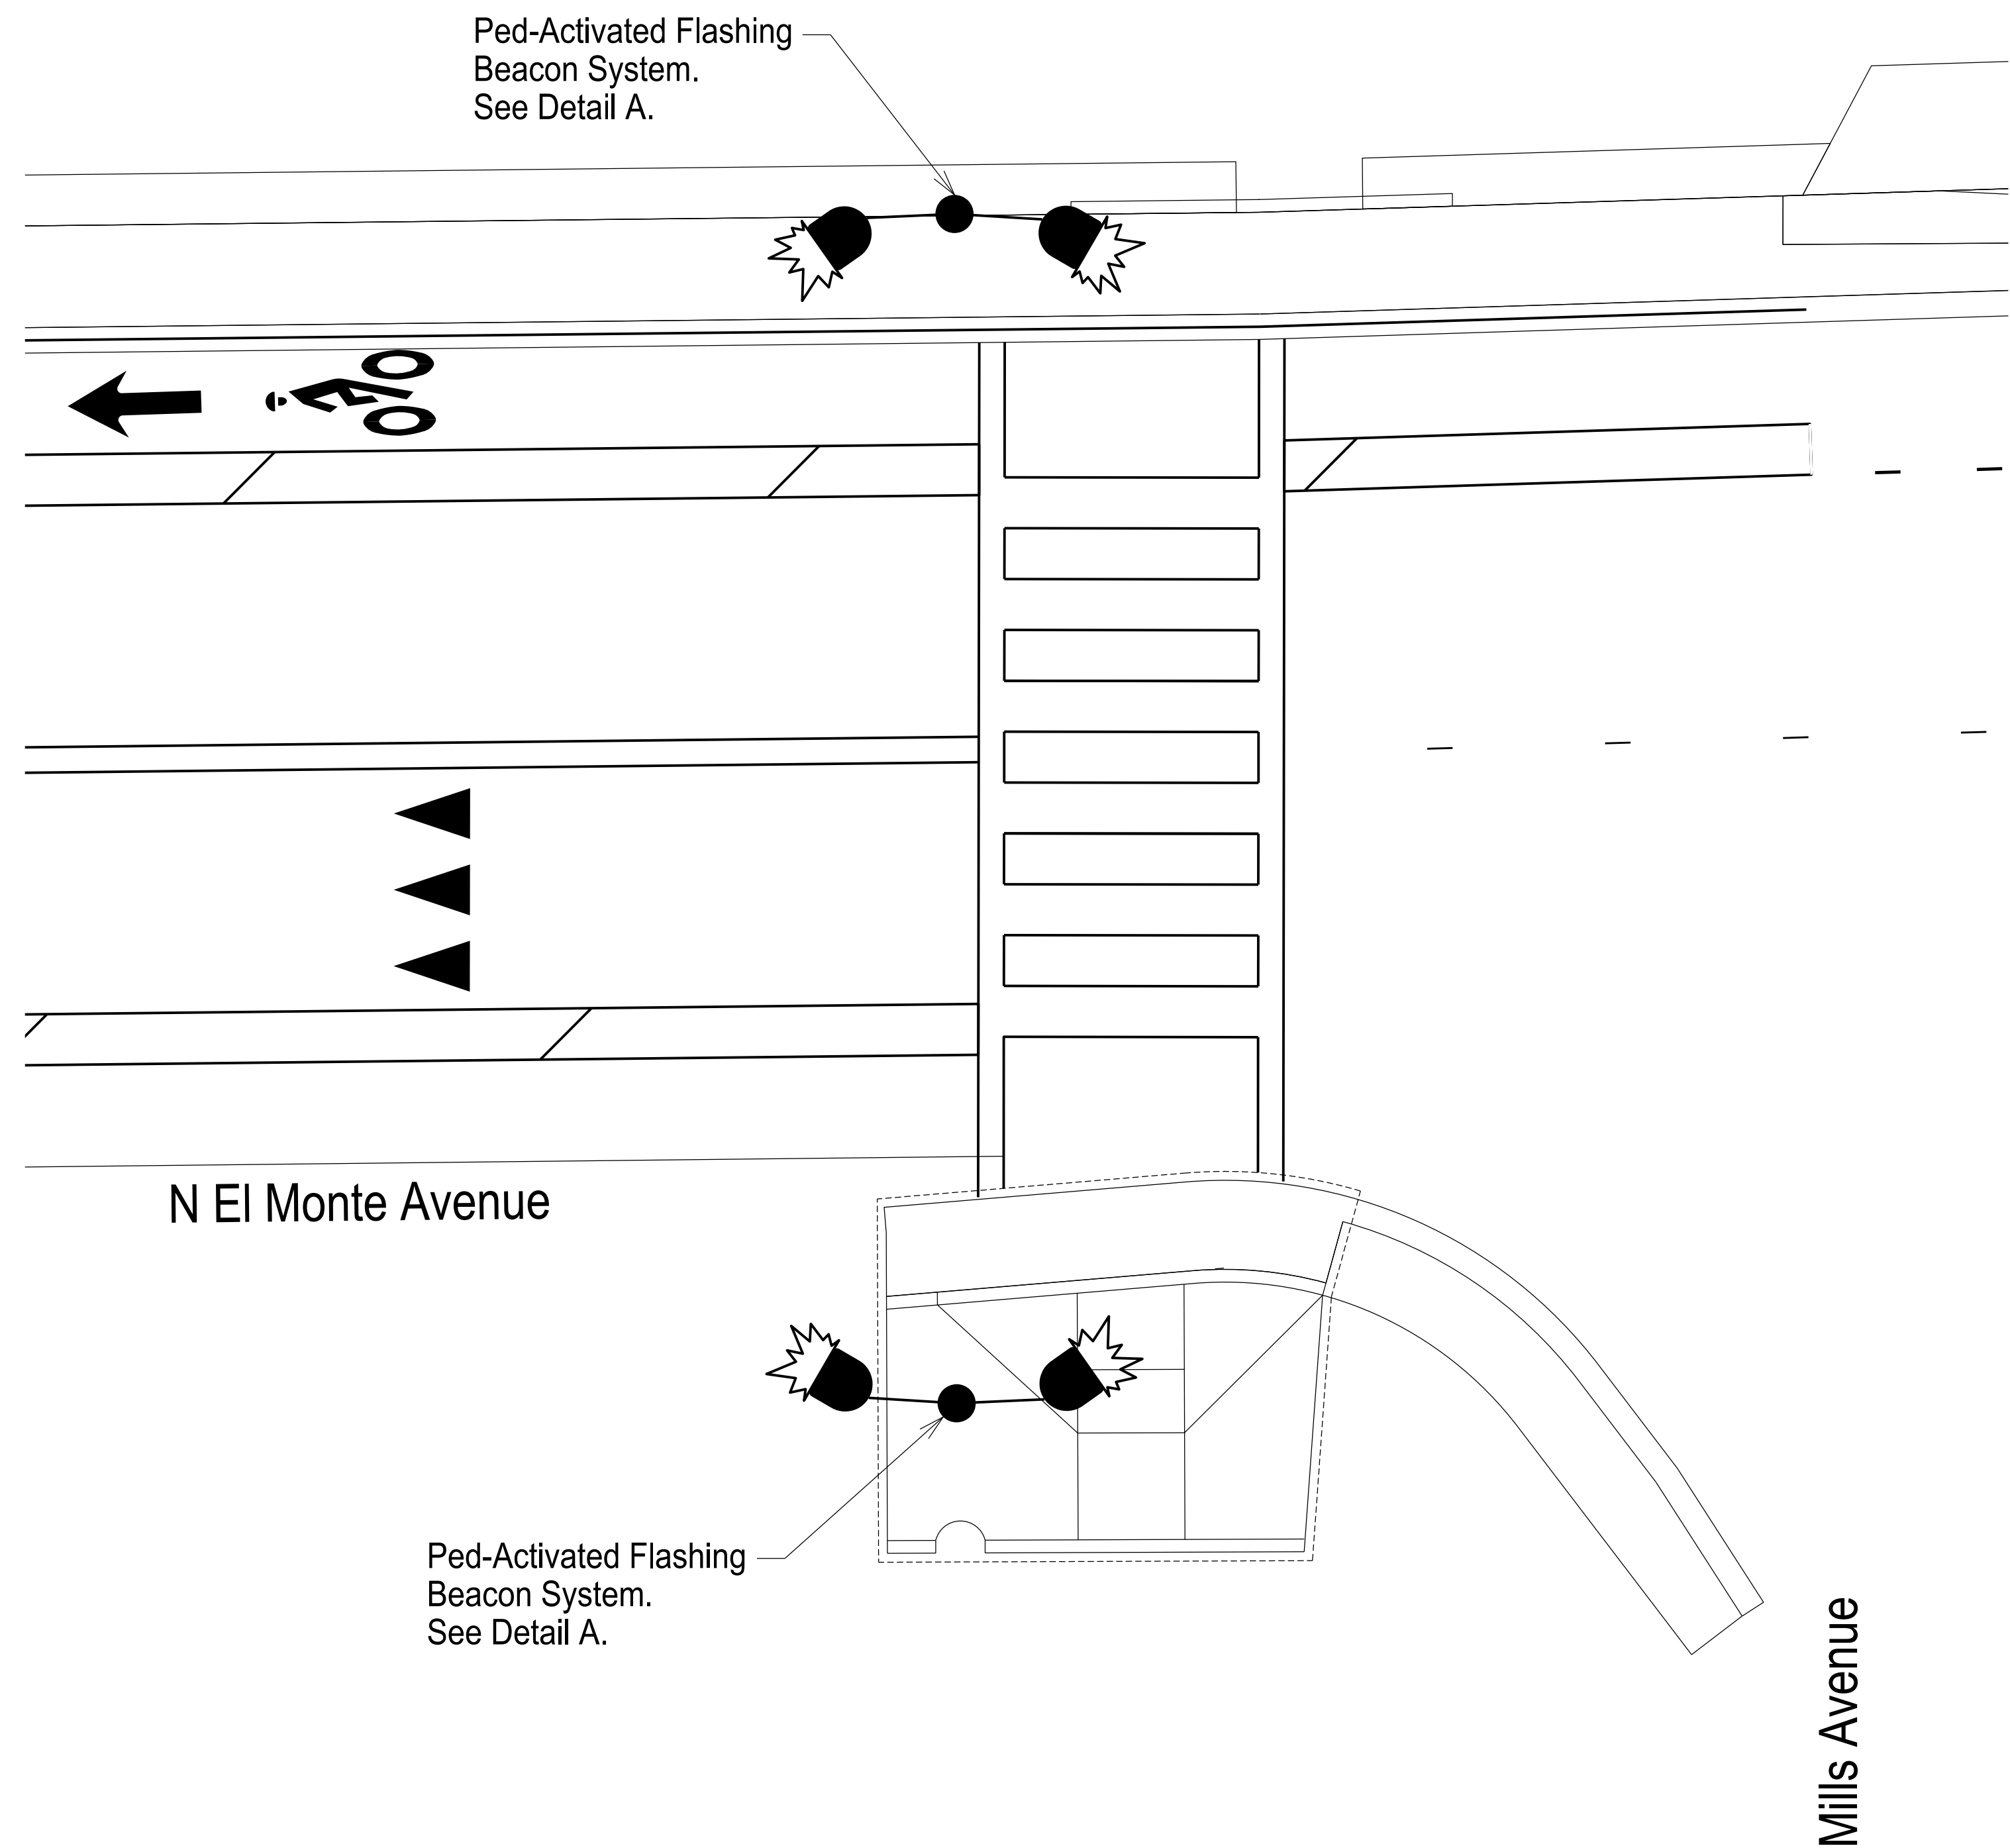 Ped-Activated Flashing
Beacon System.
See Detail A.
N El Monte Avenue
Ped-Activated Flashing
Beacon System.
See Detail A.
Mills Avenue